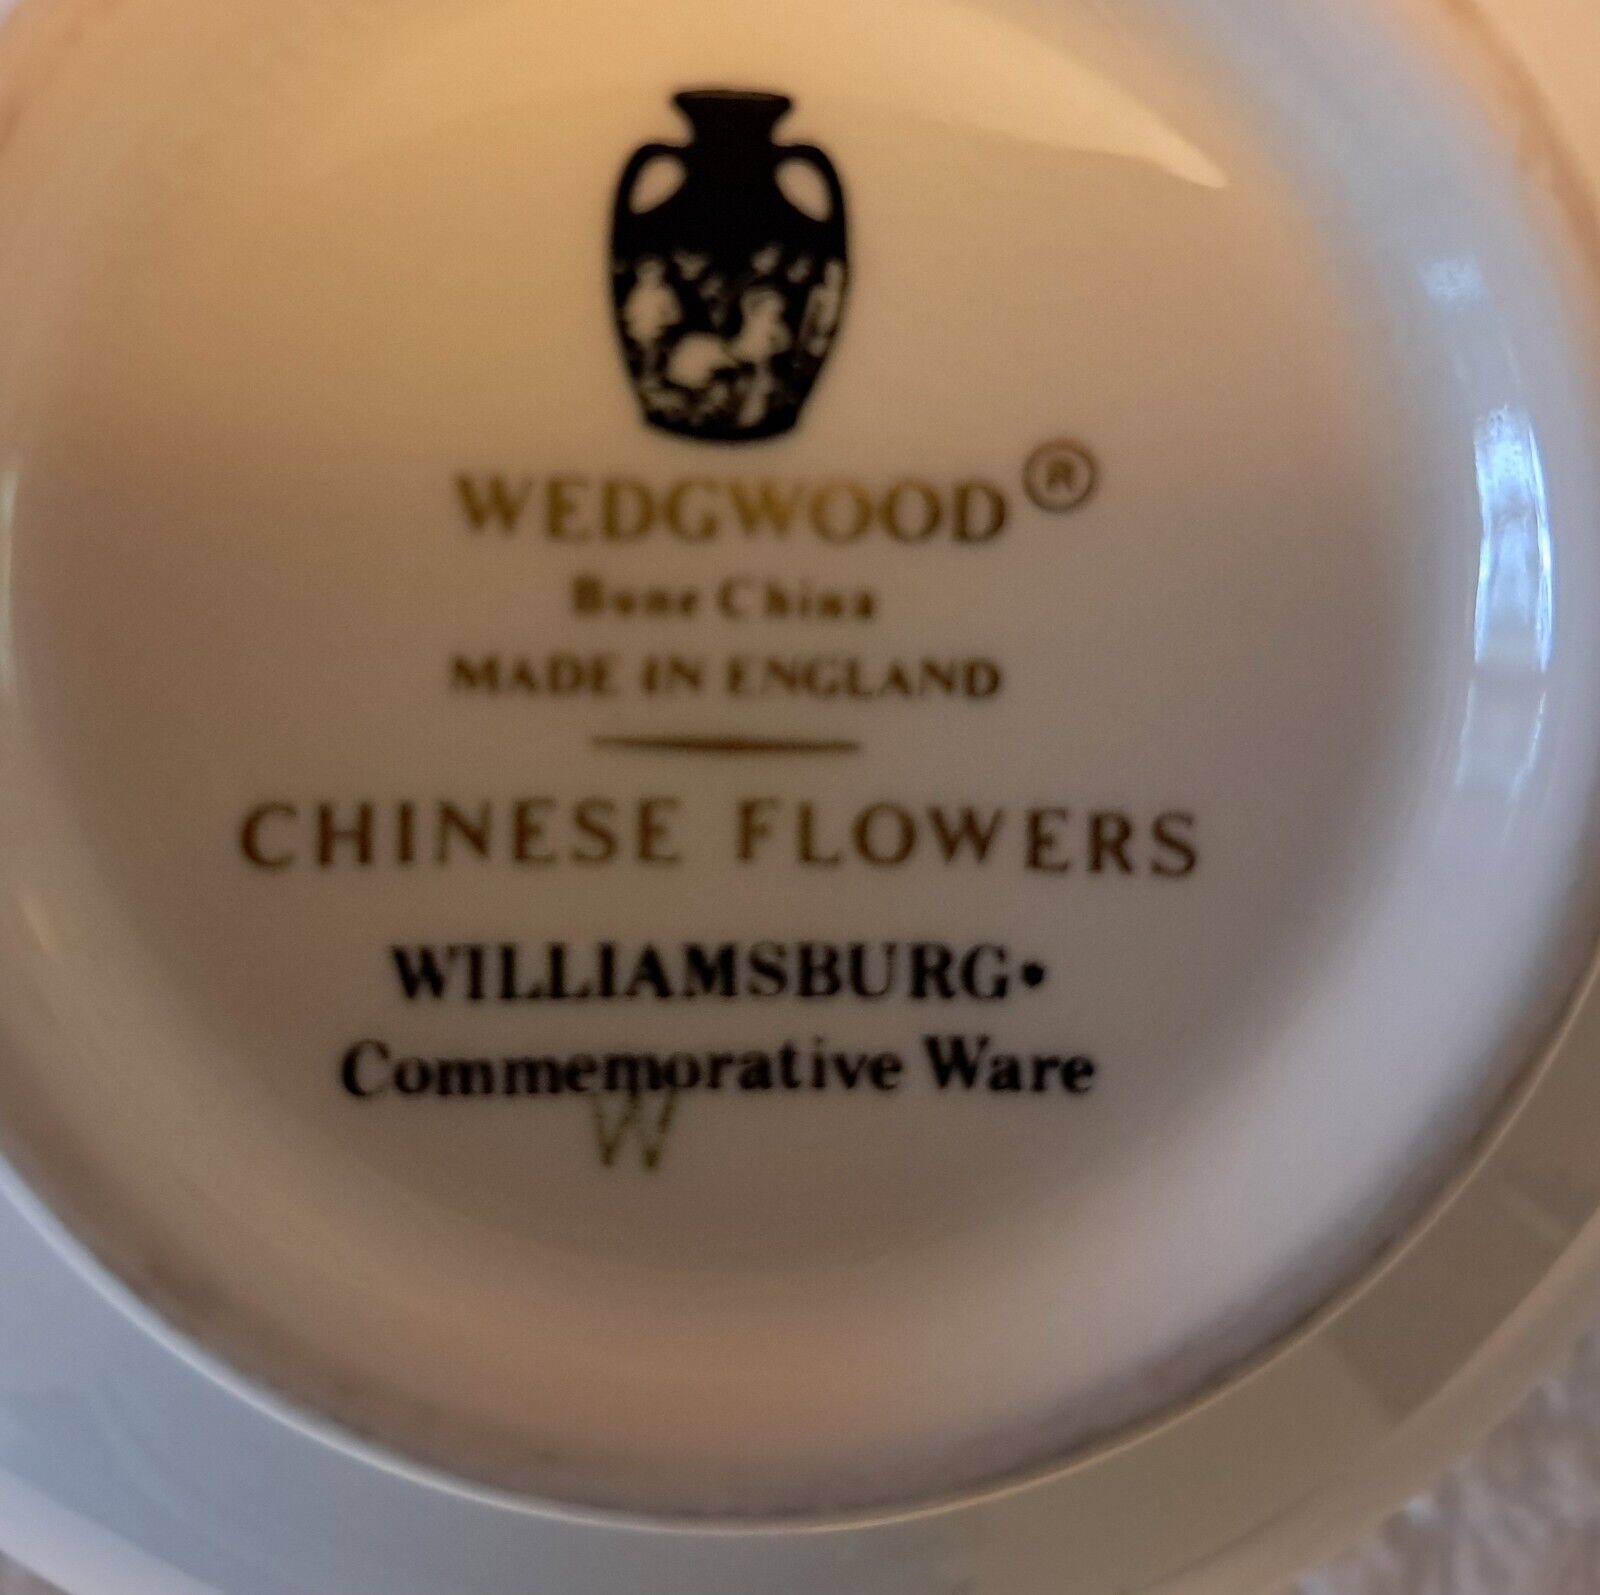 WEDGWOOD®
Bone China
MADE IN ENGLAND
CHINESE FLOWERS
WILLIAMSBURG•
Commemorative Ware
W